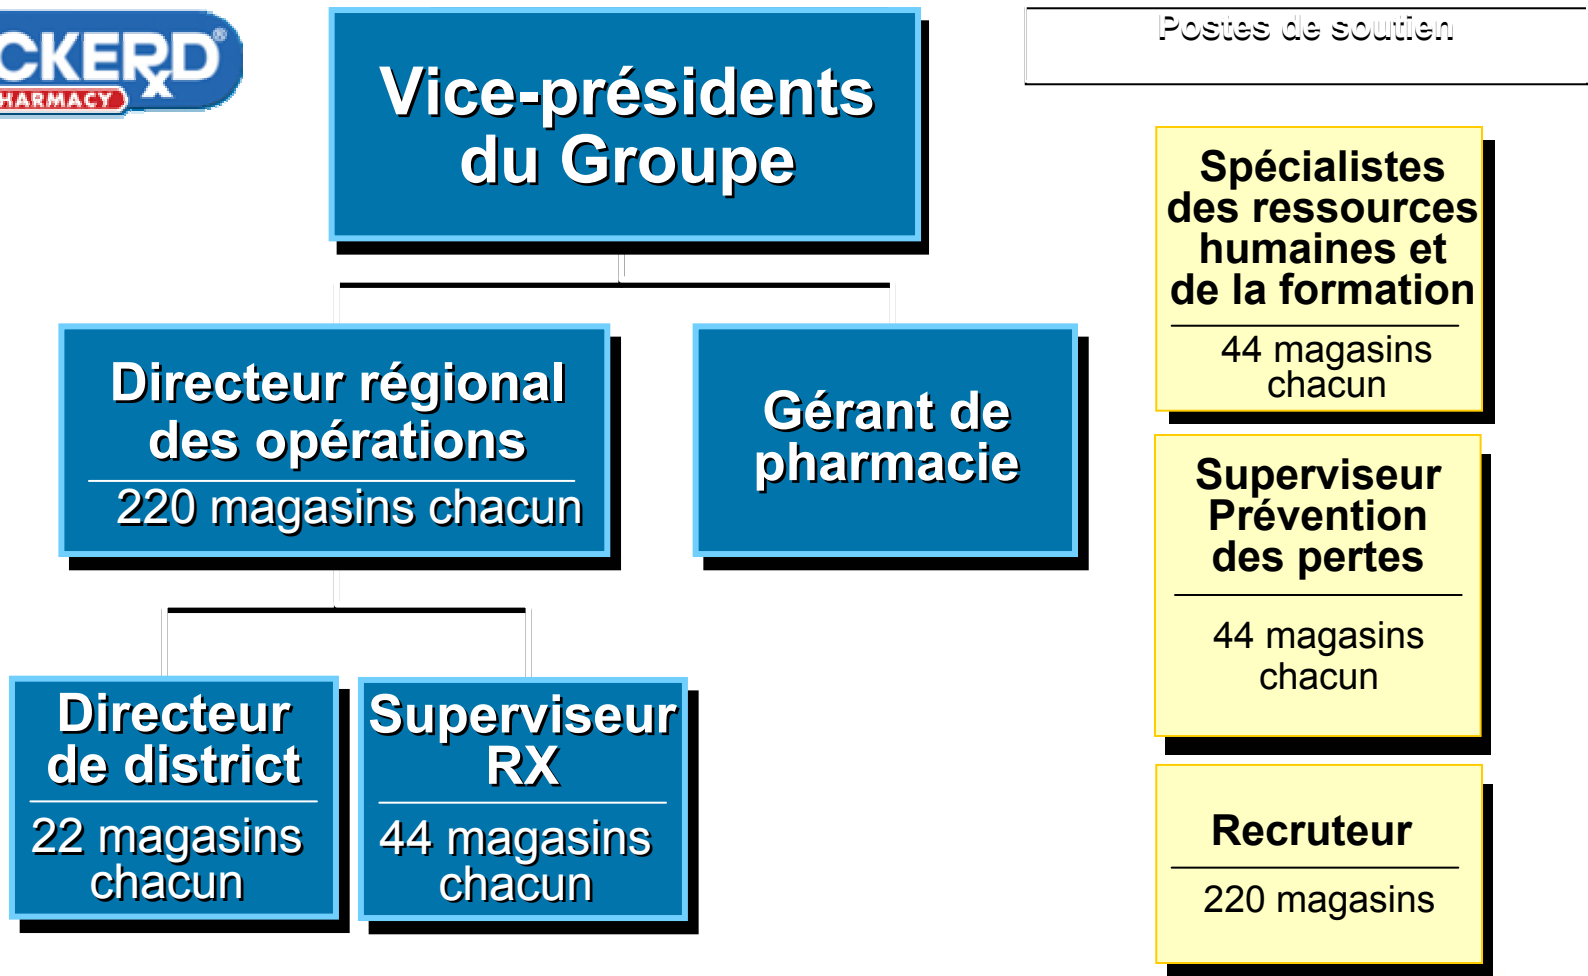 CKERD®
HARMACY
Vice-présidents
du Groupe
Postes de soutien
Directeur régional
des opérations
220 magasins chacun
Gérant de
pharmacie
Directeur
de district
22 magasins
chacun
Superviseur
RX
44 magasins
chacun
Spécialistes
des ressources
humaines et
de la formation
44 magasins
chacun
Superviseur
Prévention
des pertes
44 magasins
chacun
Recruteur
220 magasins